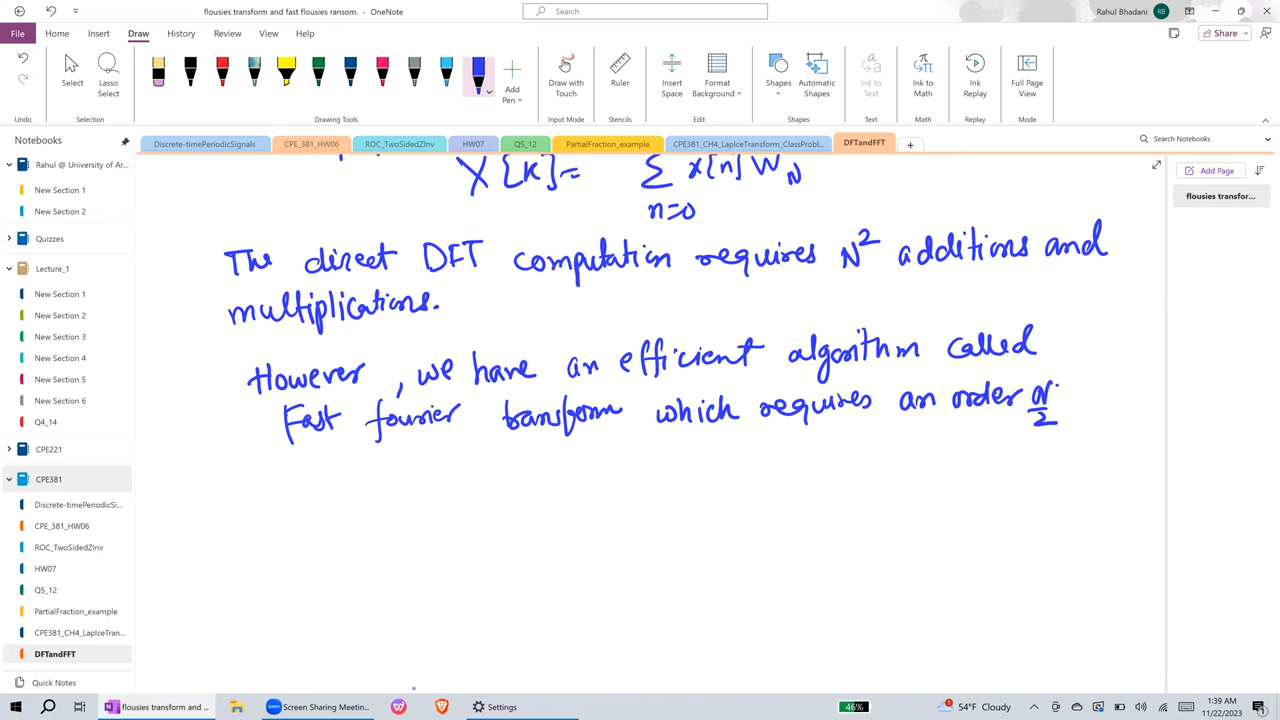 flousies transform and fast flousies ransom. - OneNote
Search
Rahul Bhadani
RB
File Home Insert Draw History Review View Help
Share
Select
Lasso Select
Add Pen
Draw with Touch
Ruler
Insert Space
Format Background
Shapes
Automatic Shapes
Ink to Text
Ink to Math
Ink Replay
Full Page View
Undo Selection Drawing Tools Input Mode Stencils Edit Shapes Text Math Replay View
Notebooks
Discrete-timePeriodicSignals CPE_381_HW06 ROC_TwoSidedZInv HW07 Q5_12 PartialFraction_example CPE381_CH4_LaplceTransform_ClassProbl... DFTandFFT
Search Notebooks
Add Page
flousies transfor...
Rahul @ University of Ar...
New Section 1
New Section 2
Quizzes
Lecture_1
New Section 1
New Section 2
New Section 3
New Section 4
New Section 5
New Section 6
Q4_14
CPE221
CPE381
Discrete-timePeriodicSi...
CPE_381_HW06
ROC_TwoSidedZInv
HW07
Q5_12
PartialFraction_example
CPE381_CH4_LaplceTran...
DFTandFFT
Quick Notes
X[k] = Σ x[n] W_N
n=0
The direct DFT computation requires N² additions and
multiplications.
However, we have an efficient algorithm called
Fast fourier transform which requires an order N/2
flousies transform and ...
Screen Sharing Meetin...
Settings
46%
54°F Cloudy
1:39 AM
11/22/2023